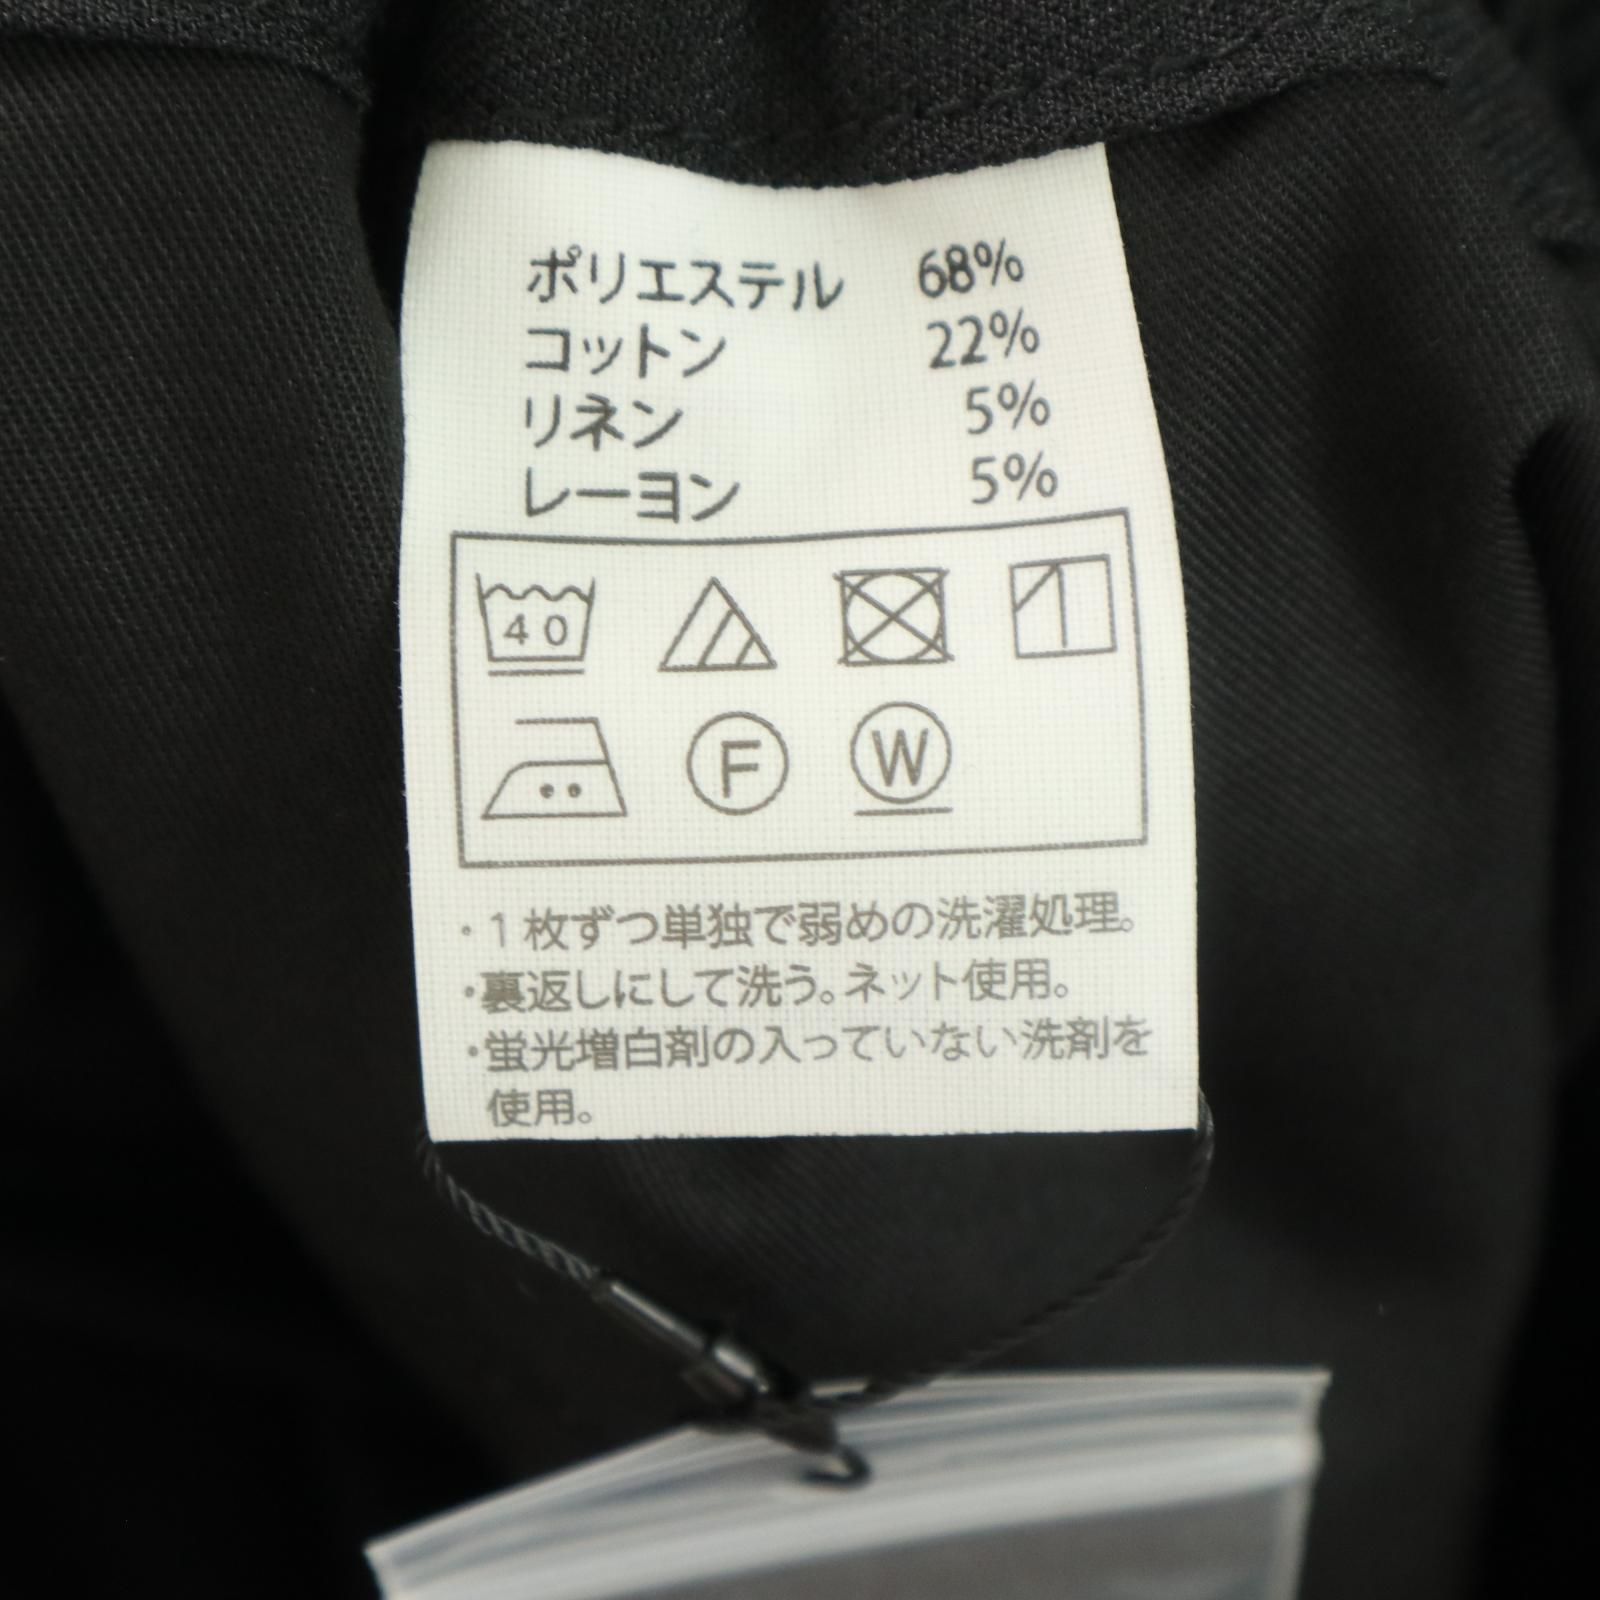 ポリエステル 68%
コットン 22%
リネン 5%
レーヨン 5%
40
F W
・1枚ずつ単独で弱めの洗濯処理。
・裏返しにして洗う。ネット使用。
・蛍光増白剤の入っていない洗剤を
使用。